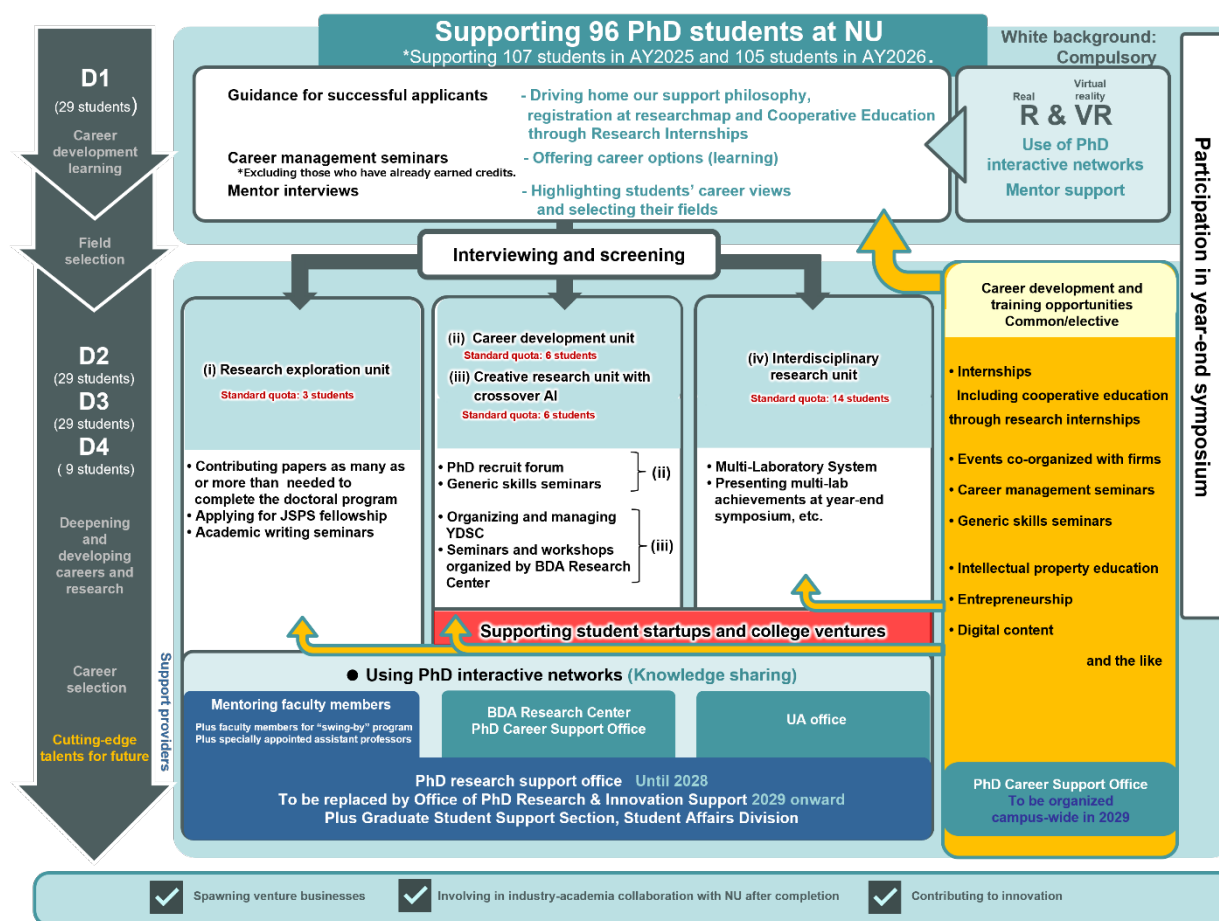 Supporting 96 PhD students at NU
*Supporting 107 students in AY2025 and 105 students in AY2026.
White background:
Compulsory
D1
(29 students)
Career
development
learning
Field
selection
D2
(29 students)
D3
(29 students)
D4
( 9 students)
Deepening
and
developing
careers and
research
Career
selection
Cutting-edge
talents for future
Guidance for successful applicants
- Driving home our support philosophy,
registration at researchmap and Cooperative Education
through Research Internships
Career management seminars
- Offering career options (learning)
*Excluding those who have already earned credits.
Mentor interviews
- Highlighting students' career views
and selecting their fields
Real
Virtual
reality
R & VR
Use of PhD
interactive networks
Mentor support
Participation in year-end symposium
Interviewing and screening
(i) Research exploration unit
Standard quota: 3 students
• Contributing papers as many as
or more than needed to
complete the doctoral program
• Applying for JSPS fellowship
• Academic writing seminars
(ii) Career development unit
Standard quota: 6 students
(iii) Creative research unit with
crossover AI
Standard quota: 6 students
• PhD recruit forum
• Generic skills seminars
(ii)
• Organizing and managing
YDSC
• Seminars and workshops
organized by BDA Research
Center
(iii)
(iv) Interdisciplinary
research unit
Standard quota: 14 students
• Multi-Laboratory System
• Presenting multi-lab
achievements at year-end
symposium, etc.
Career development and
training opportunities
Common/elective
• Internships
Including cooperative education
through research internships
• Events co-organized with firms
• Career management seminars
• Generic skills seminars
• Intellectual property education
• Entrepreneurship
• Digital content
and the like
PhD Career Support Office
To be organized
campus-wide in 2029
Supporting student startups and college ventures
Support providers
● Using PhD interactive networks (Knowledge sharing)
Mentoring faculty members
Plus faculty members for "swing-by" program
Plus specially appointed assistant professors
BDA Research Center
PhD Career Support Office
UA office
PhD research support office Until 2028
To be replaced by Office of PhD Research & Innovation Support 2029 onward
Plus Graduate Student Support Section, Student Affairs Division
Spawning venture businesses
Involving in industry-academia collaboration with NU after completion
Contributing to innovation